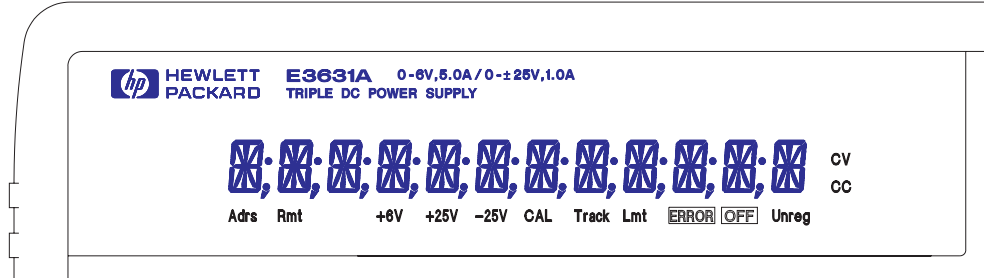 hp HEWLETT PACKARD
E3631A 0-6V,5.0A/0-±25V,1.0A
TRIPLE DC POWER SUPPLY
CV
CC
Adrs Rmt +6V +25V -25V CAL Track Lmt ERROR OFF Unreg